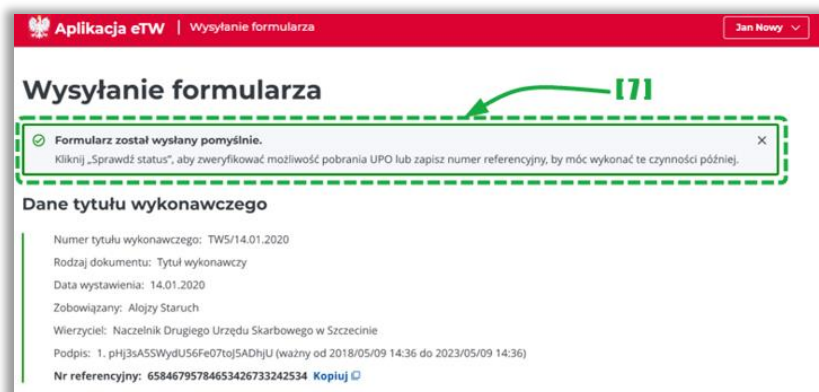 Aplikacja eTW | Wysyłanie formularza
Jan Nowy
Wysyłanie formularza
[7]
Formularz został wysłany pomyślnie.
Kliknij „Sprawdź status”, aby zweryfikować możliwość pobrania UPO lub zapisz numer referencyjny, by móc wykonać te czynności później.
Dane tytułu wykonawczego
Numer tytułu wykonawczego: TW5/14.01.2020
Rodzaj dokumentu: Tytuł wykonawczy
Data wystawienia: 14.01.2020
Zobowiązany: Alojzy Staruch
Wierzyciel: Naczelnik Drugiego Urzędu Skarbowego w Szczecinie
Podpis: 1. pHj3sA5SWydU56Fe07toJ5ADhjU (ważny od 2018/05/09 14:36 do 2023/05/09 14:36)
Nr referencyjny: 65846795784653426733242534 Kopiuj